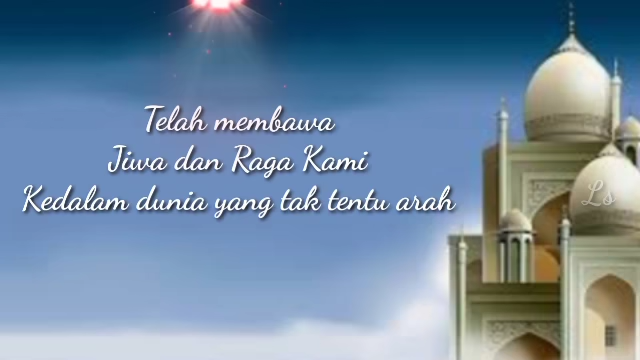 Telah membawa
Jiwa dan Raga Kami
Kedalam dunia yang tak tentu arah
Ls